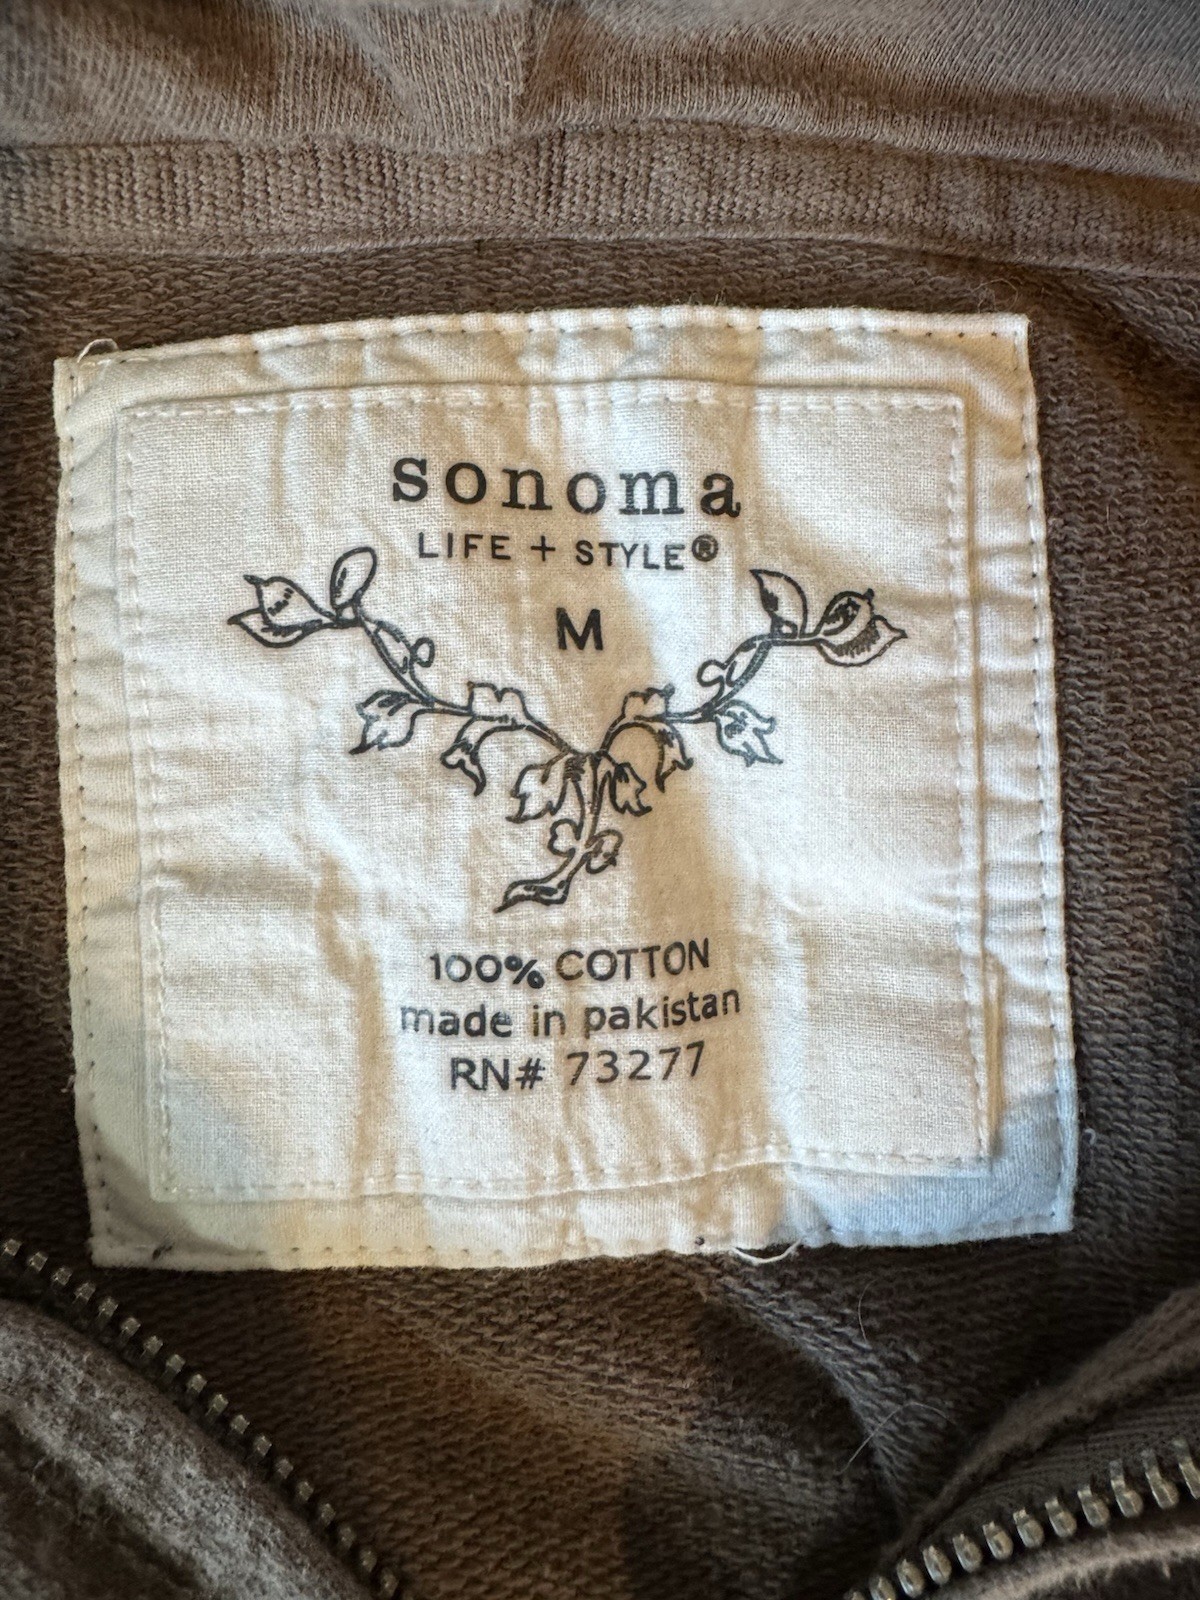 sonoma
LIFE + STYLE®
M
100% COTTON
made in pakistan
RN# 73277